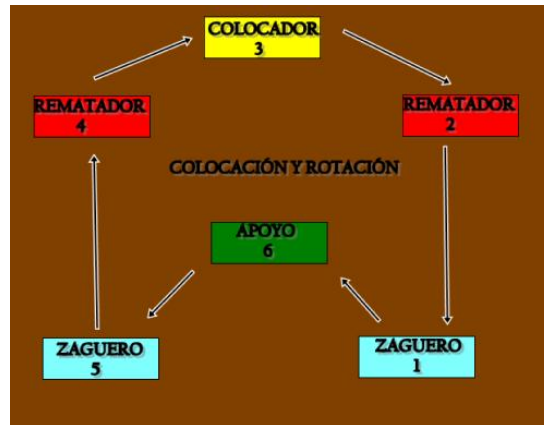 COLOCADOR
3
REMATADOR
4
REMATADOR
2
COLOCACIÓN Y ROTACIÓN
APOYO
6
ZAGUERO
5
ZAGUERO
1